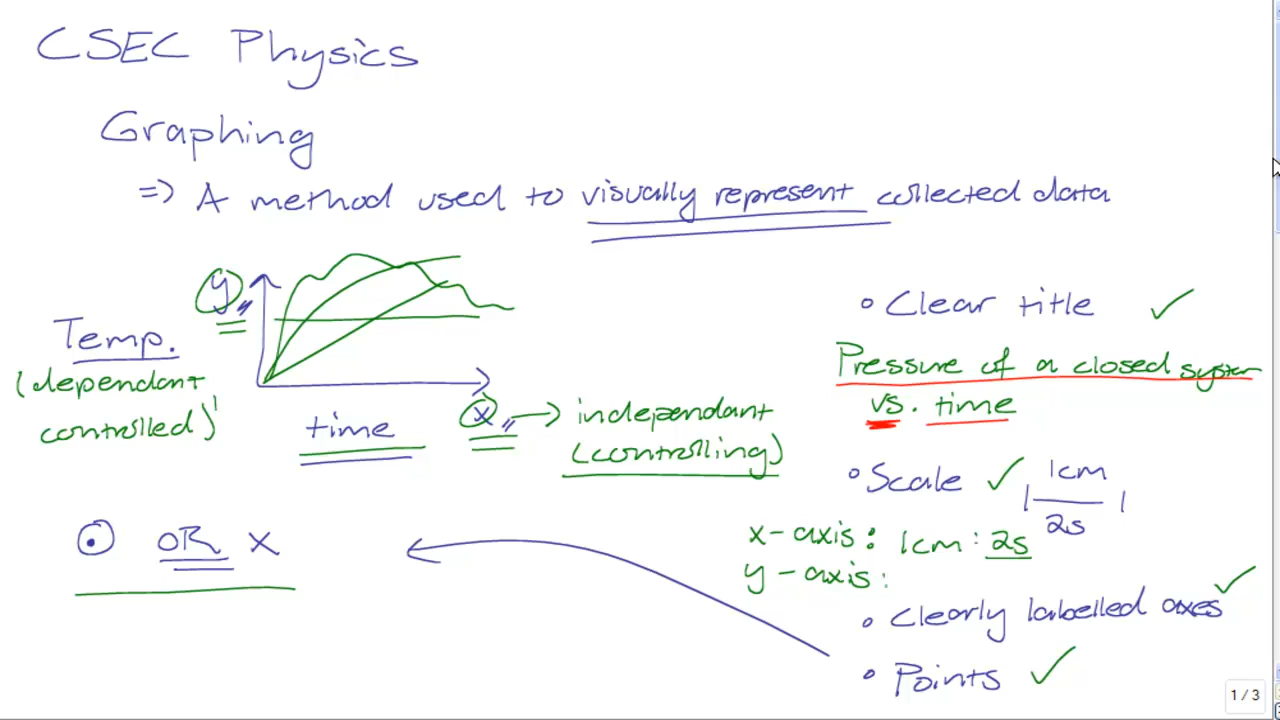 CSEC Physics
Graphing
=> A method used to visually represent collected data
y
Temp.
(dependant
controlled)
time
x -> independant
(controlling)
⊙ OR x
• Clear title ✓
Pressure of a closed system
vs. time
• Scale ✓ 1cm
2s
x-axis: 1cm : 2s
y-axis:
• Clearly labelled axes ✓
• Points ✓
1 / 3